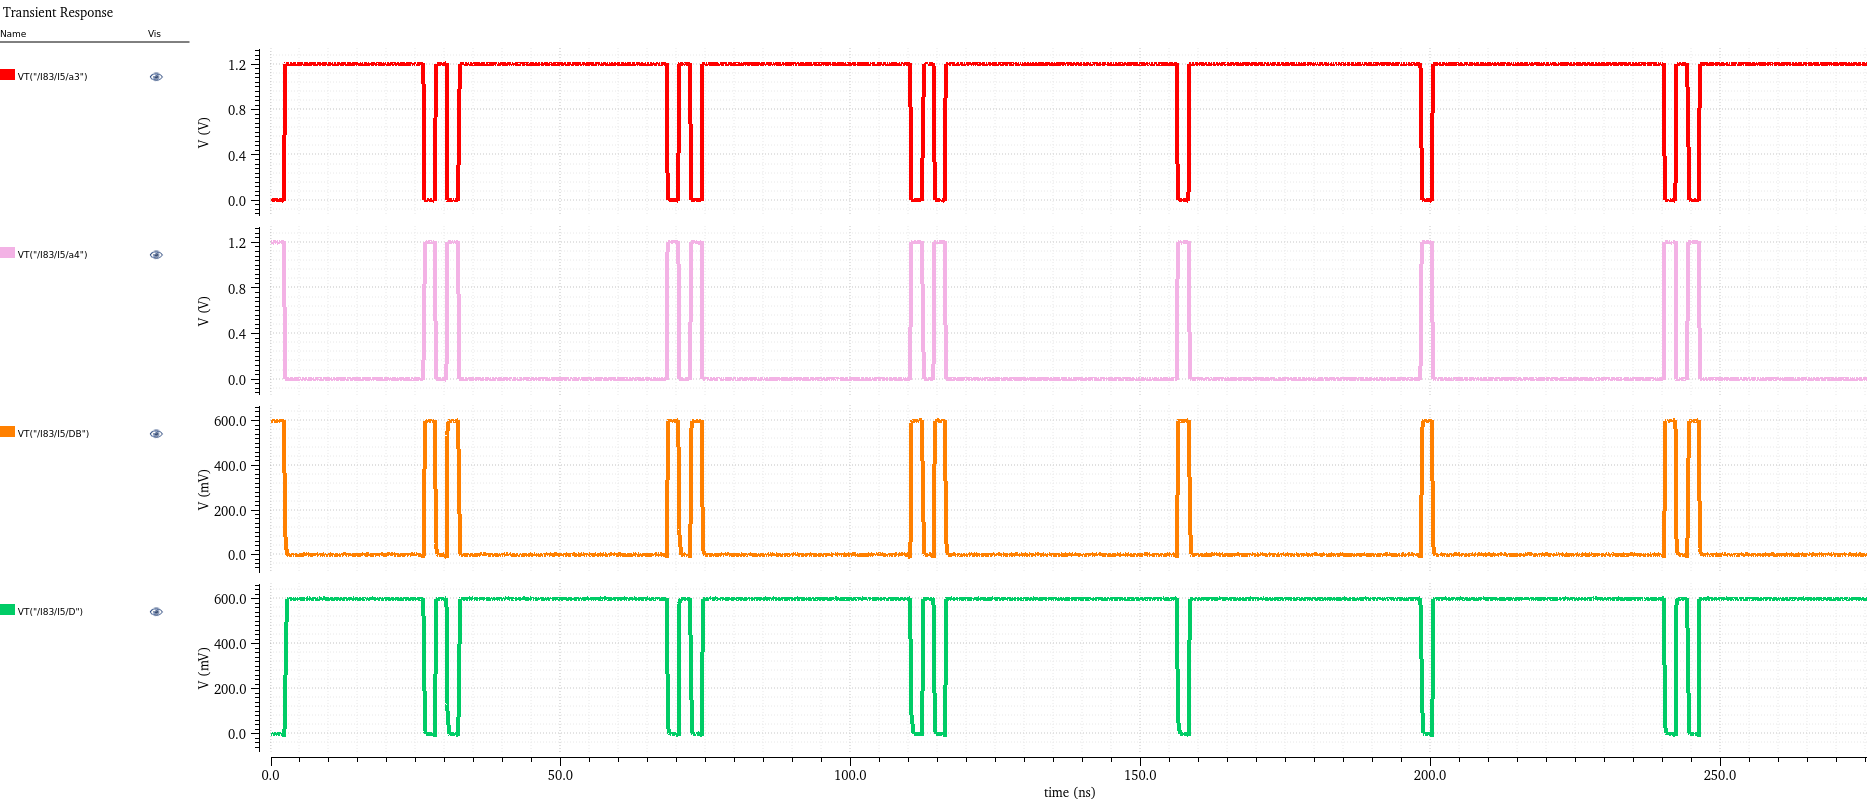 Transient Response
Name Vis
VT("/I83/I5/a3")
1.2
0.8
0.4
0.0
V (V)
VT("/I83/I5/a4")
1.2
0.8
0.4
0.0
V (V)
VT("/I83/I5/DB")
600.0
400.0
200.0
0.0
V (mV)
VT("/I83/I5/D")
600.0
400.0
200.0
0.0
V (mV)
0.0 50.0 100.0 150.0 200.0 250.0
time (ns)